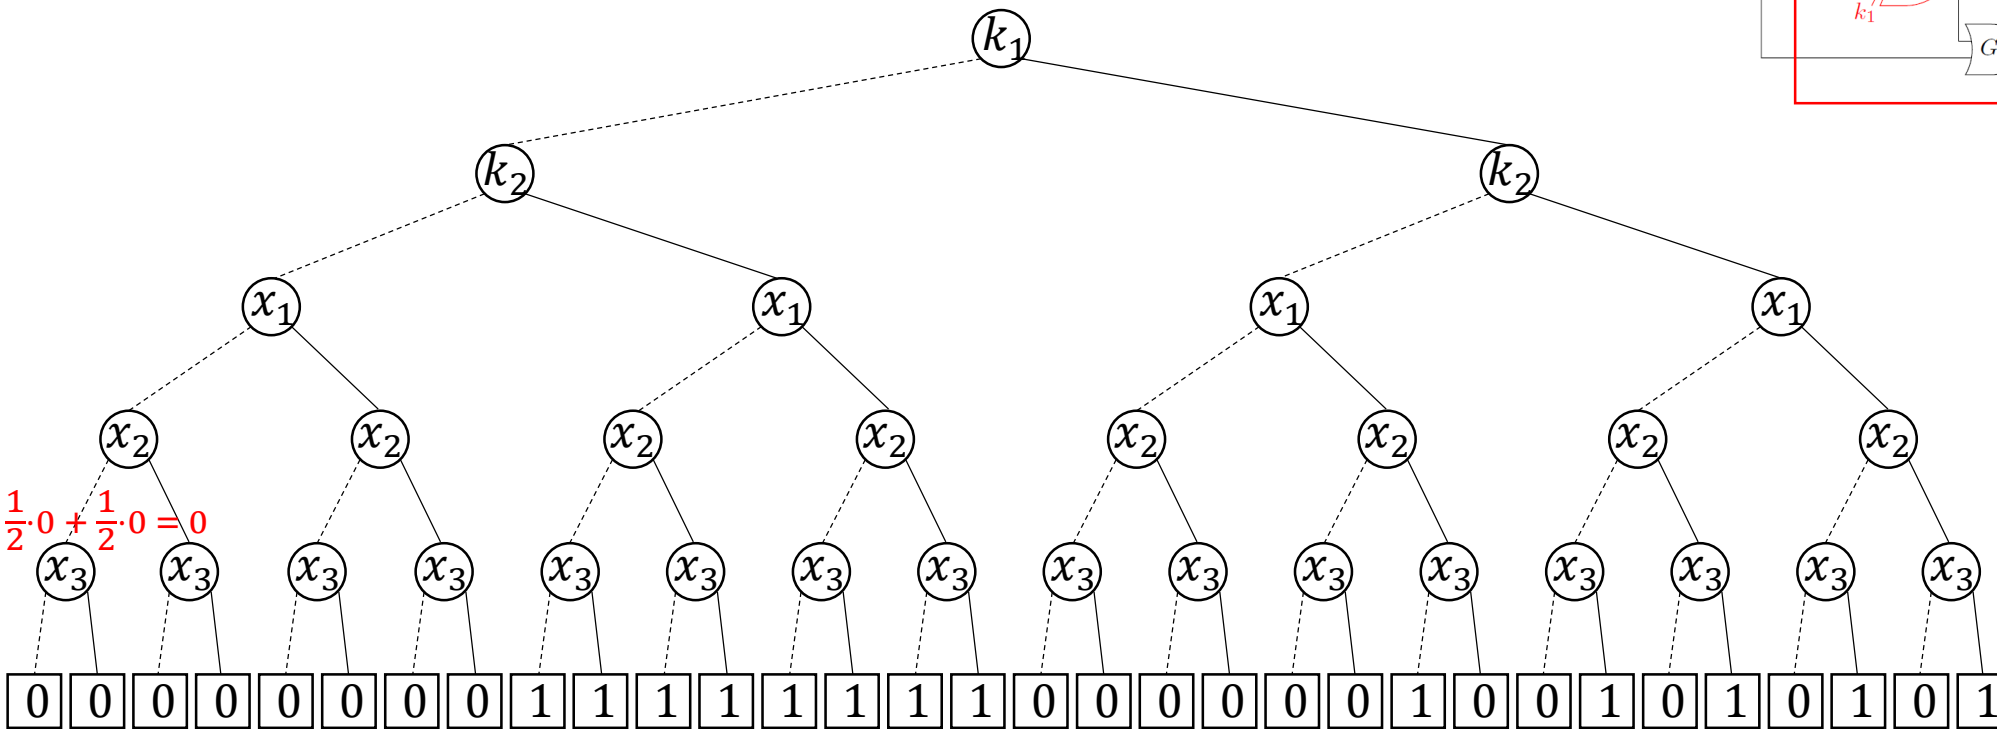 k₁
G
k₁
k₂ k₂
x₁ x₁ x₁ x₁
x₂ x₂ x₂ x₂ x₂ x₂ x₂ x₂
1/2·0 + 1/2·0 = 0
x₃ x₃ x₃ x₃ x₃ x₃ x₃ x₃ x₃ x₃ x₃ x₃ x₃ x₃ x₃ x₃
0 0 0 0 0 0 0 0 1 1 1 1 1 1 1 1 0 0 0 0 0 0 1 0 0 1 0 1 0 1 0 1